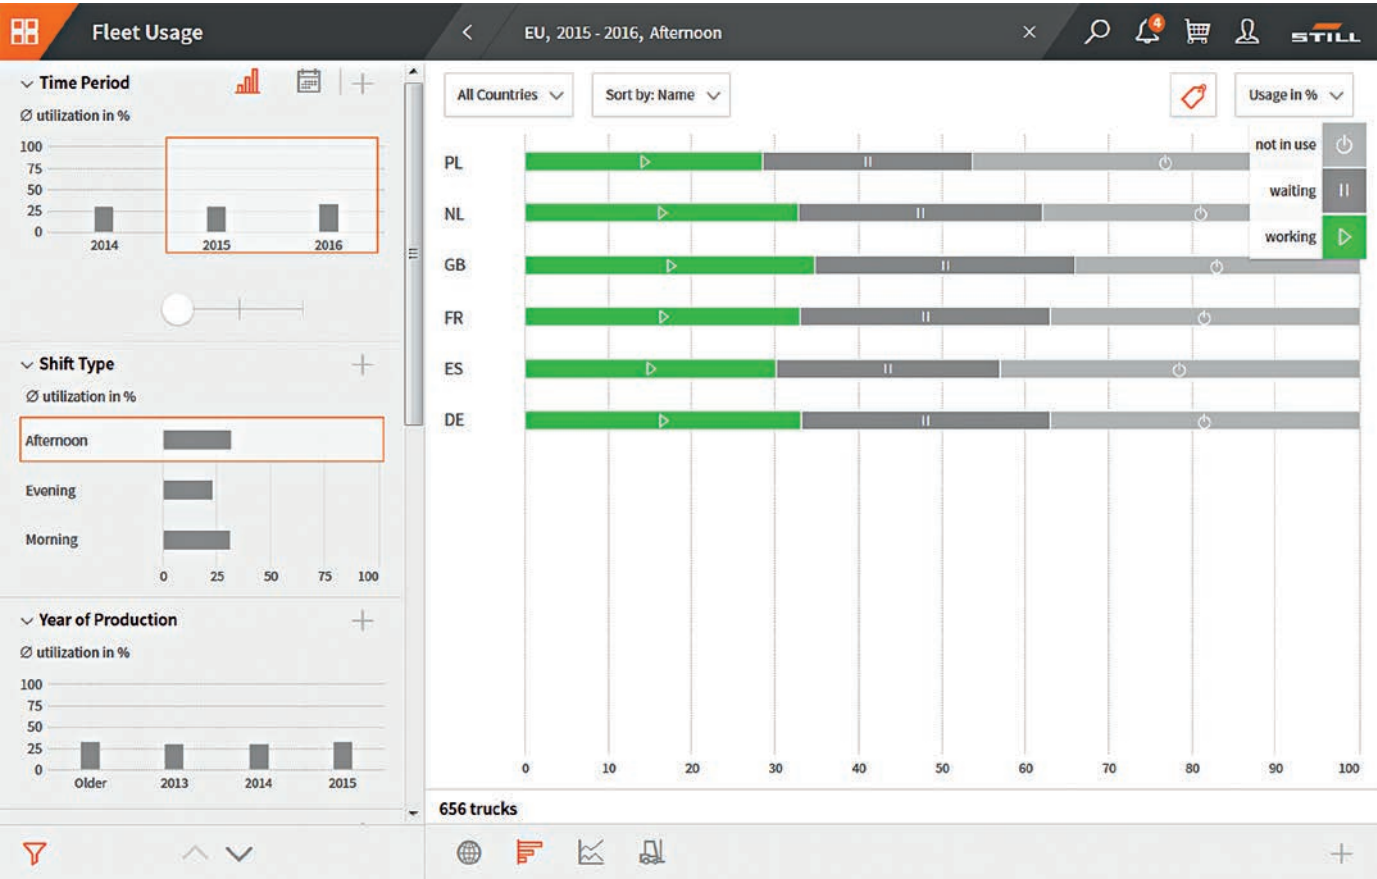 Fleet Usage
EU, 2015 - 2016, Afternoon
4
STILL
Time Period
Ø utilization in %
100
75
50
25
0
2014 2015 2016
Shift Type
Ø utilization in %
Afternoon
Evening
Morning
0 25 50 75 100
Year of Production
Ø utilization in %
100
75
50
25
0
Older 2013 2014 2015
All Countries
Sort by: Name
Usage in %
not in use
waiting
working
PL
NL
GB
FR
ES
DE
0 10 20 30 40 50 60 70 80 90 100
656 trucks